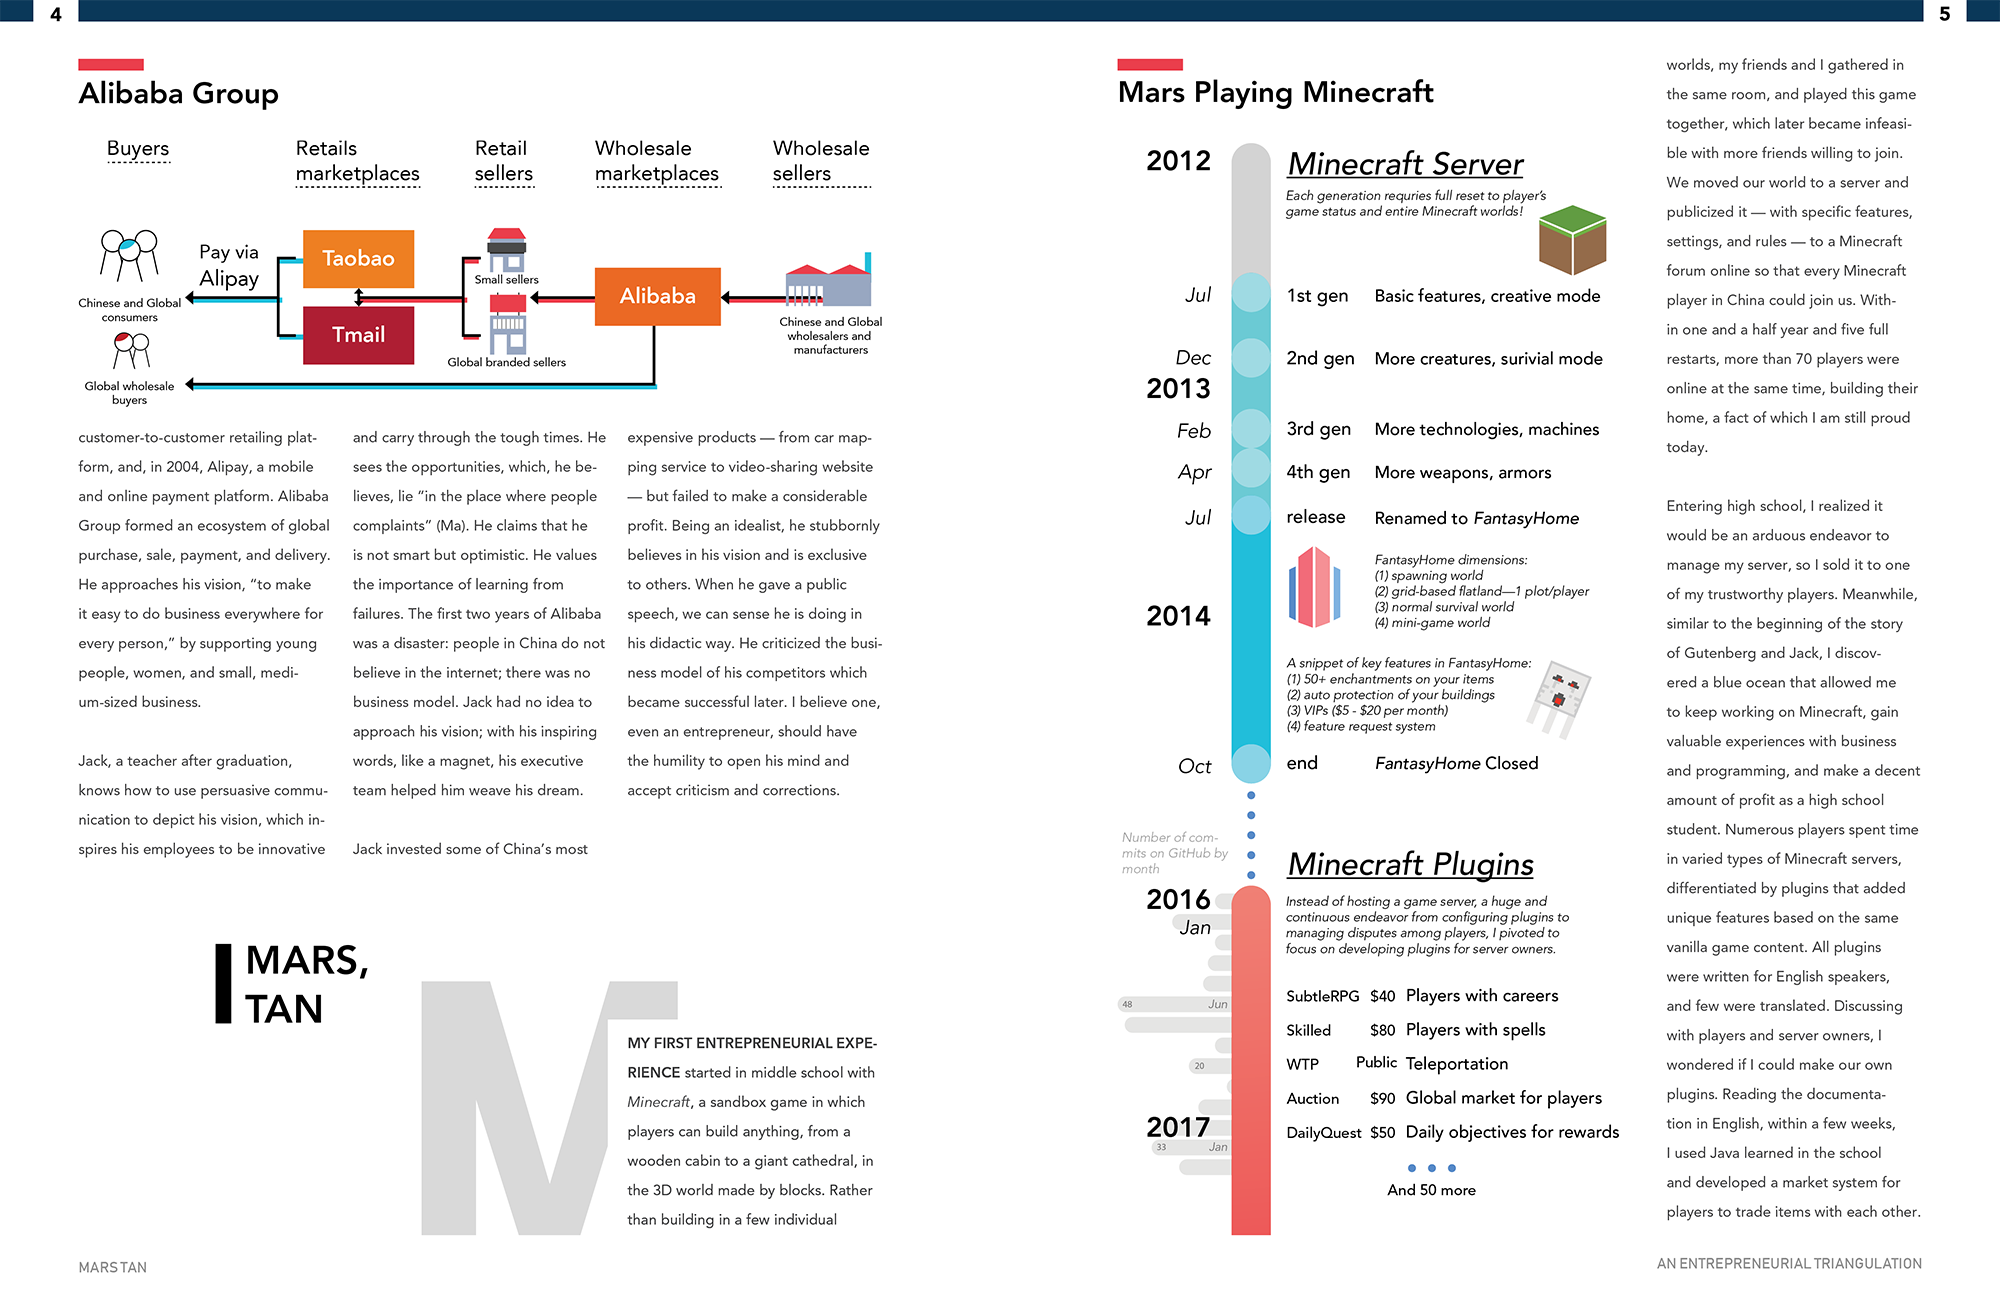 4
Alibaba Group
Buyers
Retails
marketplaces
Retail
sellers
Wholesale
marketplaces
Wholesale
sellers
Pay via
Alipay
Taobao
Tmail
Small sellers
Global branded sellers
Alibaba
Chinese and Global
consumers
Global wholesale
buyers
Chinese and Global
wholesalers and
manufacturers
customer-to-customer retailing plat-
form, and, in 2004, Alipay, a mobile
and online payment platform. Alibaba
Group formed an ecosystem of global
purchase, sale, payment, and delivery.
He approaches his vision, “to make
it easy to do business everywhere for
every person,” by supporting young
people, women, and small, medi-
um-sized business.
Jack, a teacher after graduation,
knows how to use persuasive commu-
nication to depict his vision, which in-
spires his employees to be innovative
and carry through the tough times. He
sees the opportunities, which, he be-
lieves, lie “in the place where people
complaints” (Ma). He claims that he
is not smart but optimistic. He values
the importance of learning from
failures. The first two years of Alibaba
was a disaster: people in China do not
believe in the internet; there was no
business model. Jack had no idea to
approach his vision; with his inspiring
words, like a magnet, his executive
team helped him weave his dream.
Jack invested some of China’s most
expensive products — from car map-
ping service to video-sharing website
— but failed to make a considerable
profit. Being an idealist, he stubbornly
believes in his vision and is exclusive
to others. When he gave a public
speech, we can sense he is doing in
his didactic way. He criticized the busi-
ness model of his competitors which
became successful later. I believe one,
even an entrepreneur, should have
the humility to open his mind and
accept criticism and corrections.
MARS,
TAN
M
MY FIRST ENTREPRENEURIAL EXPE-
RIENCE started in middle school with
Minecraft, a sandbox game in which
players can build anything, from a
wooden cabin to a giant cathedral, in
the 3D world made by blocks. Rather
than building in a few individual
MARS TAN
5
Mars Playing Minecraft
2012
Minecraft Server
Each generation requries full reset to player’s
game status and entire Minecraft worlds!
Jul 1st gen Basic features, creative mode
Dec 2nd gen More creatures, surivial mode
2013
Feb 3rd gen More technologies, machines
Apr 4th gen More weapons, armors
Jul release Renamed to FantasyHome
FantasyHome dimensions:
(1) spawning world
(2) grid-based flatland—1 plot/player
(3) normal survival world
(4) mini-game world
2014
A snippet of key features in FantasyHome:
(1) 50+ enchantments on your items
(2) auto protection of your buildings
(3) VIPs ($5 - $20 per month)
(4) feature request system
Oct end FantasyHome Closed
Number of com-
mits on GitHub by
month
Minecraft Plugins
2016
Jan
Instead of hosting a game server, a huge and
continuous endeavor from configuring plugins to
managing disputes among players, I pivoted to
focus on developing plugins for server owners.
48 Jun
20
2017
33 Jan
SubtleRPG $40 Players with careers
Skilled $80 Players with spells
WTP Public Teleportation
Auction $90 Global market for players
DailyQuest $50 Daily objectives for rewards
And 50 more
worlds, my friends and I gathered in
the same room, and played this game
together, which later became infeasi-
ble with more friends willing to join.
We moved our world to a server and
publicized it — with specific features,
settings, and rules — to a Minecraft
forum online so that every Minecraft
player in China could join us. With-
in one and a half year and five full
restarts, more than 70 players were
online at the same time, building their
home, a fact of which I am still proud
today.
Entering high school, I realized it
would be an arduous endeavor to
manage my server, so I sold it to one
of my trustworthy players. Meanwhile,
similar to the beginning of the story
of Gutenberg and Jack, I discov-
ered a blue ocean that allowed me
to keep working on Minecraft, gain
valuable experiences with business
and programming, and make a decent
amount of profit as a high school
student. Numerous players spent time
in varied types of Minecraft servers,
differentiated by plugins that added
unique features based on the same
vanilla game content. All plugins
were written for English speakers,
and few were translated. Discussing
with players and server owners, I
wondered if I could make our own
plugins. Reading the documenta-
tion in English, within a few weeks,
I used Java learned in the school
and developed a market system for
players to trade items with each other.
AN ENTREPRENEURIAL TRIANGULATION